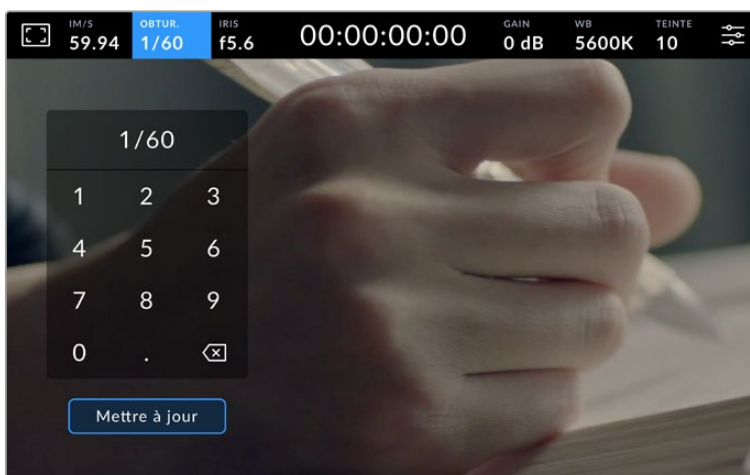 IM/S OBTUR. IRIS GAIN WB TEINTE
59.94 1/60 f5.6 00:00:00:00 0 dB 5600K 10
1/60
1 2 3
4 5 6
7 8 9
0 .
Mettre à jour